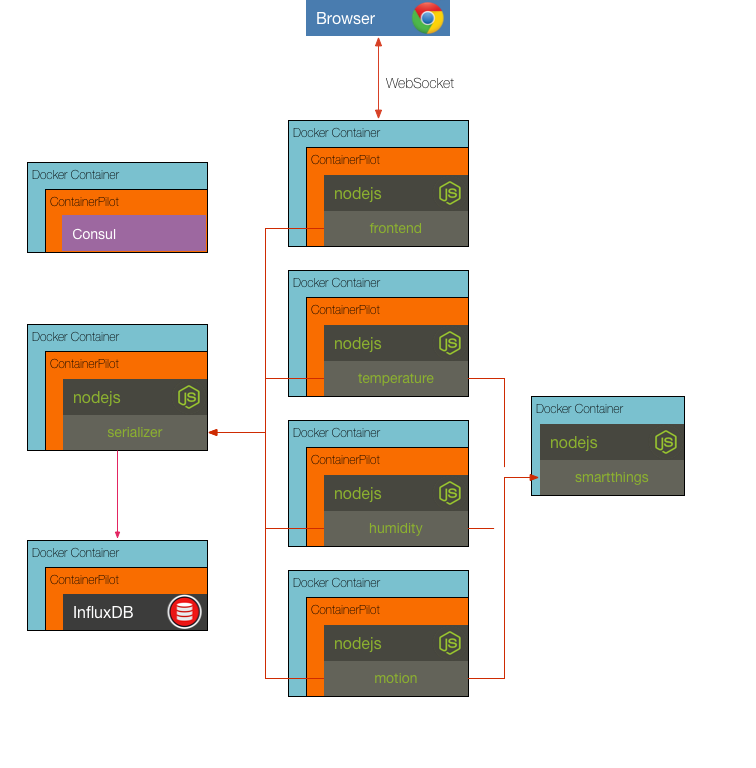 Browser
WebSocket
Docker Container
ContainerPilot
nodejs
JS
frontend
Docker Container
ContainerPilot
Consul
Docker Container
ContainerPilot
nodejs
JS
temperature
Docker Container
ContainerPilot
nodejs
JS
serializer
Docker Container
nodejs
JS
smartthings
Docker Container
ContainerPilot
nodejs
JS
humidity
Docker Container
ContainerPilot
InfluxDB
Docker Container
ContainerPilot
nodejs
JS
motion